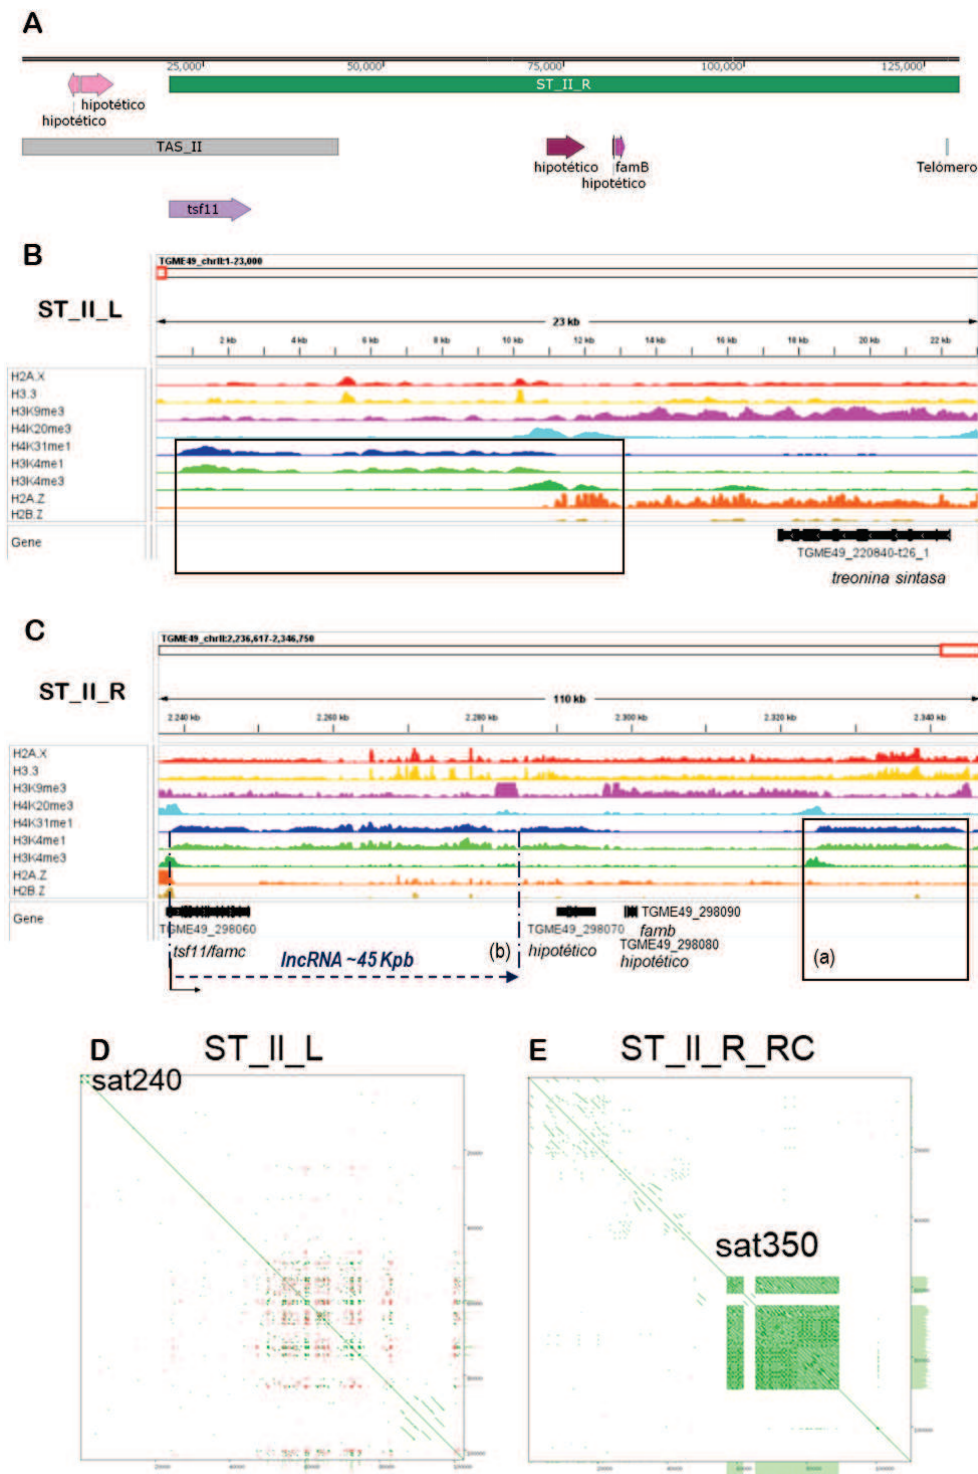 A
25,000 50,000 75,000 100,000 125,000
ST_II_R
hipotético
hipotético
TAS_II
hipotético
famB
hipotético
Telómero
tsf11
B
TGME49_chrII:1-23,000
ST_II_L
23 kb
2 kb 4 kb 6 kb 8 kb 10 kb 12 kb 14 kb 16 kb 18 kb 20 kb 22 kb
H2A.X
H3.3
H3K9me3
H4K20me3
H4K31me1
H3K4me1
H3K4me3
H2A.Z
H2B.Z
Gene
TGME49_220840-t26_1
treonina sintasa
C
TGME49_chrII:2,236,617-2,346,750
ST_II_R
110 kb
2.240 kb 2.260 kb 2.280 kb 2.300 kb 2.320 kb 2.340 kb
H2A.X
H3.3
H3K9me3
H4K20me3
H4K31me1
H3K4me1
H3K4me3
H2A.Z
H2B.Z
Gene
TGME49_298060
tsf11/famc
lncRNA ~45 Kpb
(b)
TGME49_298070
hipotético
TGME49_298090
famb
TGME49_298080
hipotético
(a)
D ST_II_L
sat240
E ST_II_R_RC
sat350